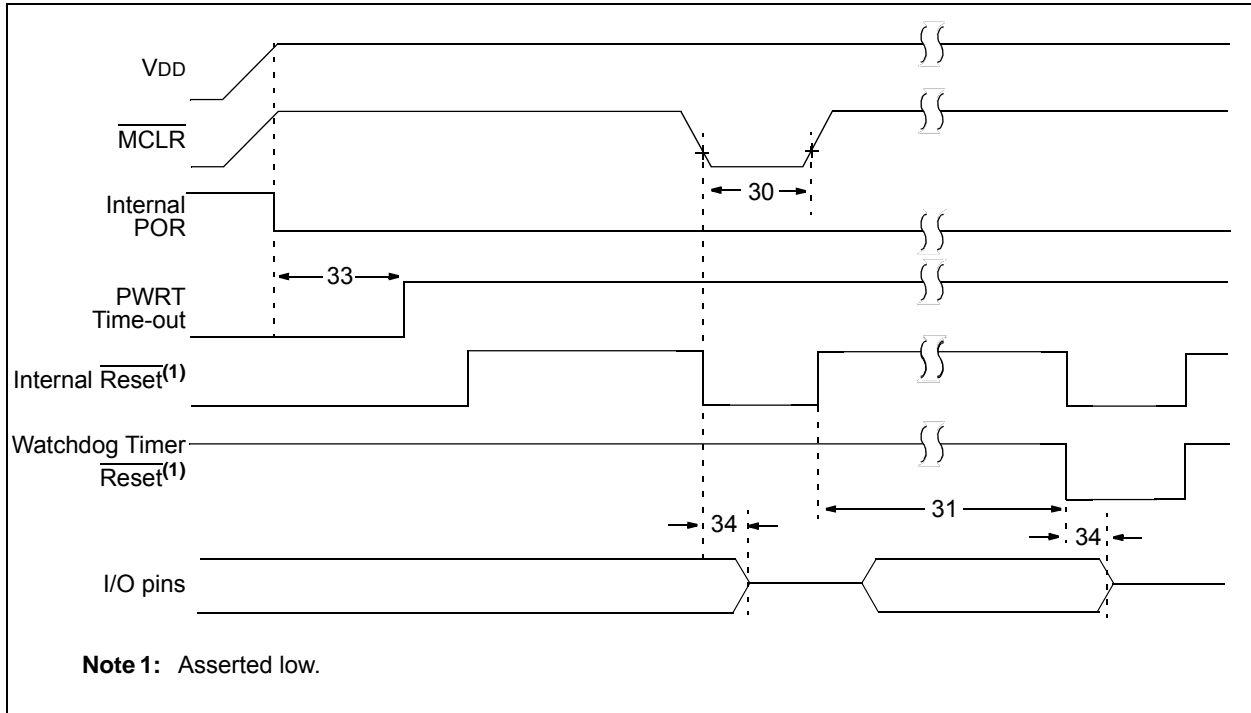 VDD
MCLR
30
Internal
POR
33
PWRT
Time-out
Internal Reset(1)
Watchdog Timer
Reset(1)
31
34
34
I/O pins
Note 1: Asserted low.